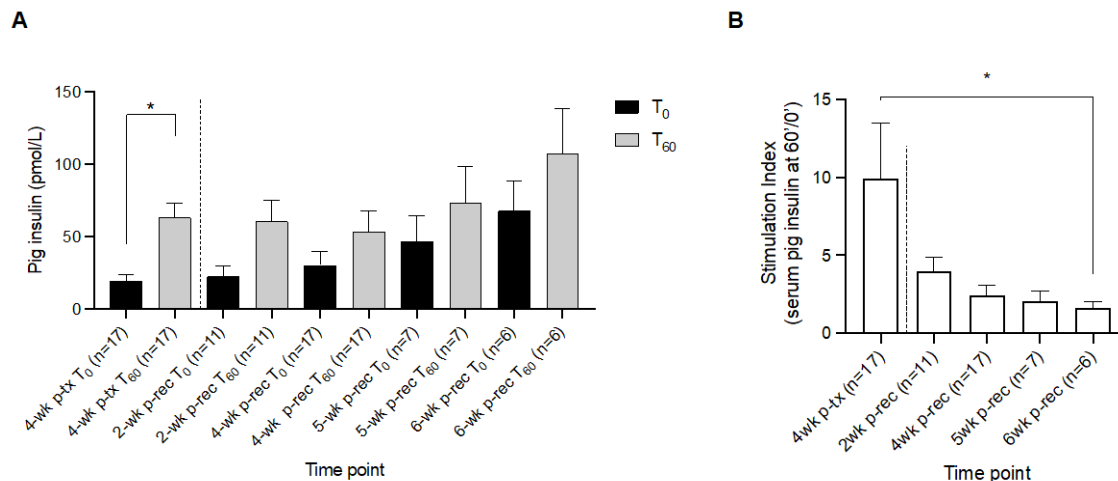 A
Pig insulin (pmol/L)
150
100
50
0
*
T0
T60
4-wk p-tx T0 (n=17)
4-wk p-tx T60 (n=17)
2-wk p-rec T0 (n=11)
2-wk p-rec T60 (n=11)
4-wk p-rec T0 (n=17)
4-wk p-rec T60 (n=17)
5-wk p-rec T0 (n=7)
5-wk p-rec T60 (n=7)
6-wk p-rec T0 (n=6)
6-wk p-rec T60 (n=6)
Time point
B
Stimulation Index
(serum pig insulin at 60'/0')
15
10
5
0
*
4wk p-tx (n=17)
2wk p-rec (n=11)
4wk p-rec (n=17)
5wk p-rec (n=7)
6wk p-rec (n=6)
Time point